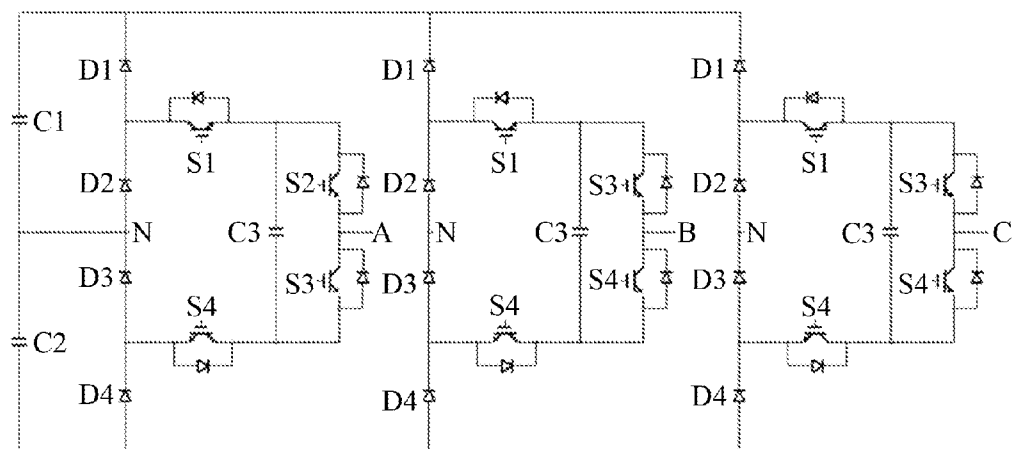 D1 D1 D1
C1
S1 S1 S1
D2 S2 D2 S3 D2 S3
N C3 A N C3 B N C3 C
D3 S3 D3 S4 D3 S4
S4 S4 S4
C2
D4 D4 D4